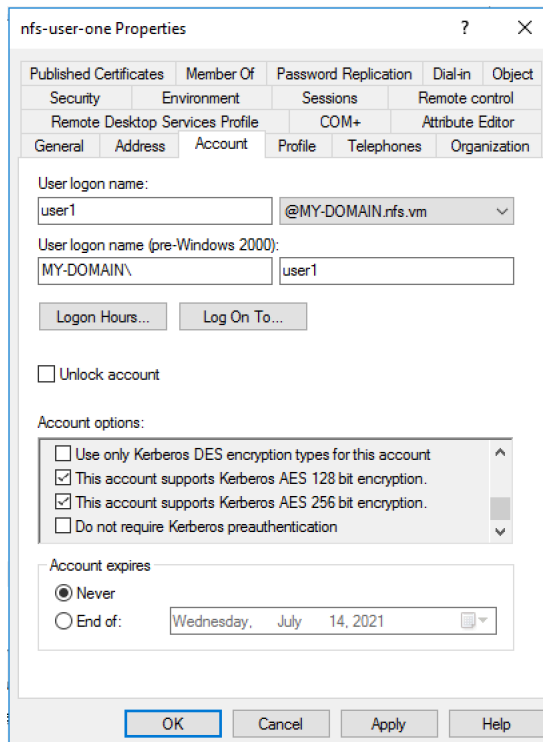 nfs-user-one Properties
?
Published Certificates Member Of Password Replication Dial-in Object
Security Environment Sessions Remote control
Remote Desktop Services Profile COM+ Attribute Editor
General Address Account Profile Telephones Organization
User logon name:
user1 @MY-DOMAIN.nfs.vm
User logon name (pre-Windows 2000):
MY-DOMAIN\ user1
Logon Hours... Log On To...
Unlock account
Account options:
Use only Kerberos DES encryption types for this account
This account supports Kerberos AES 128 bit encryption.
This account supports Kerberos AES 256 bit encryption.
Do not require Kerberos preauthentication
Account expires
Never
End of: Wednesday, July 14, 2021
OK Cancel Apply Help